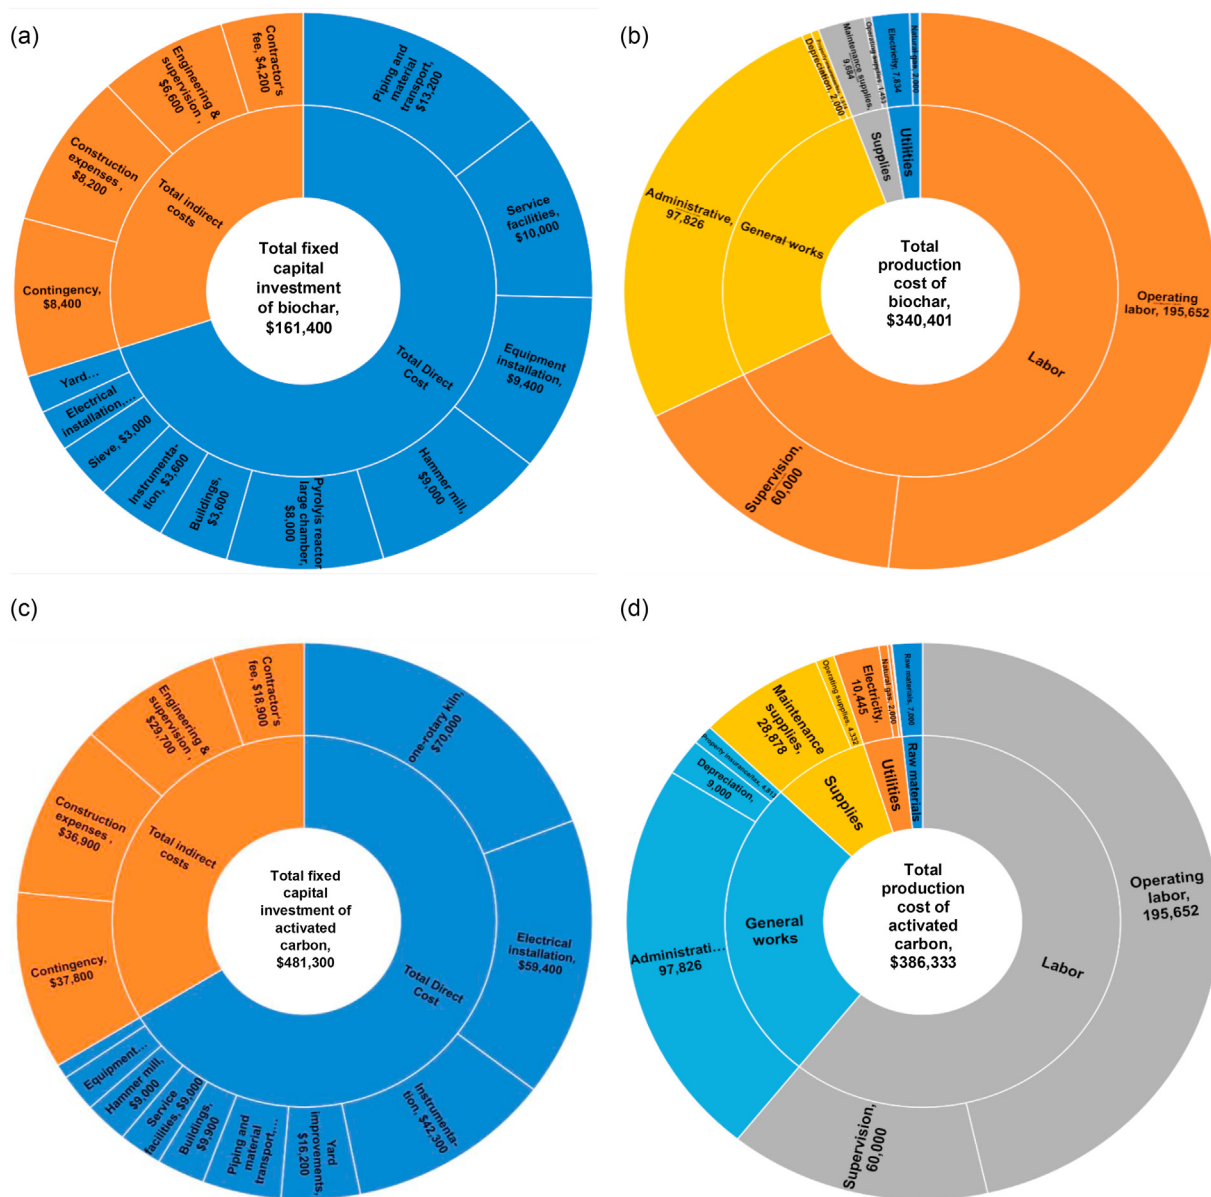 (a)
Contractor's
fee, $4,200
Engineering &
supervision ,
$6,600
Construction
expenses ,
$8,200
Contingency,
$8,400
Total indirect
costs
Piping and
material
transport,
$13,200
Service
facilities,
$10,000
Equipment
installation,
$9,400
Hammer mill,
$9,000
Pyrolyis reactor
large chamber,
$8,000
Buildings,
$3,600
Instrumenta-
tion, $3,600
Sieve, $3,000
Electrical
installation,...
Yard...
Total Direct
Cost
Total fixed
capital
investment
of biochar,
$161,400
(b)
Natural gas, 2,000
Electricity, 7,834
Operating supplies, 1,453
Maintenance supplies,
9,684
Depreciation, 2,000
Administrative,
97,826
General works
Supplies
Utilities
Labor
Operating
labor, 195,652
Supervision,
60,000
Total
production
cost of
biochar,
$340,401
(c)
Contractor's
fee, $18,900
Engineering &
supervision ,
$29,700
Construction
expenses ,
$36,900
Contingency,
$37,800
Total indirect
costs
one-rotary kiln,
$70,000
Electrical
installation,
$59,400
Instrumenta-
tion, $42,300
Yard
improvements,
$16,200
Piping and
material
transport,...
Buildings,
$9,900
Service
facilities, $9,000
Hammer mill,
$9,000
Equipment...
Total Direct
Cost
Total fixed
capital
investment of
activated
carbon,
$481,300
(d)
Raw materials, 7,000
Natural gas, 2,000
Electricity,
10,445
Operating supplies, 4,332
Maintenance
supplies,
28,878
Property insurance/tax, 4,813
Depreciation,
9,000
Administrati...
97,826
General
works
Supplies
Utilities
Raw materials
Labor
Operating
labor,
195,652
Supervision,
60,000
Total
production
cost of
activated
carbon,
$386,333